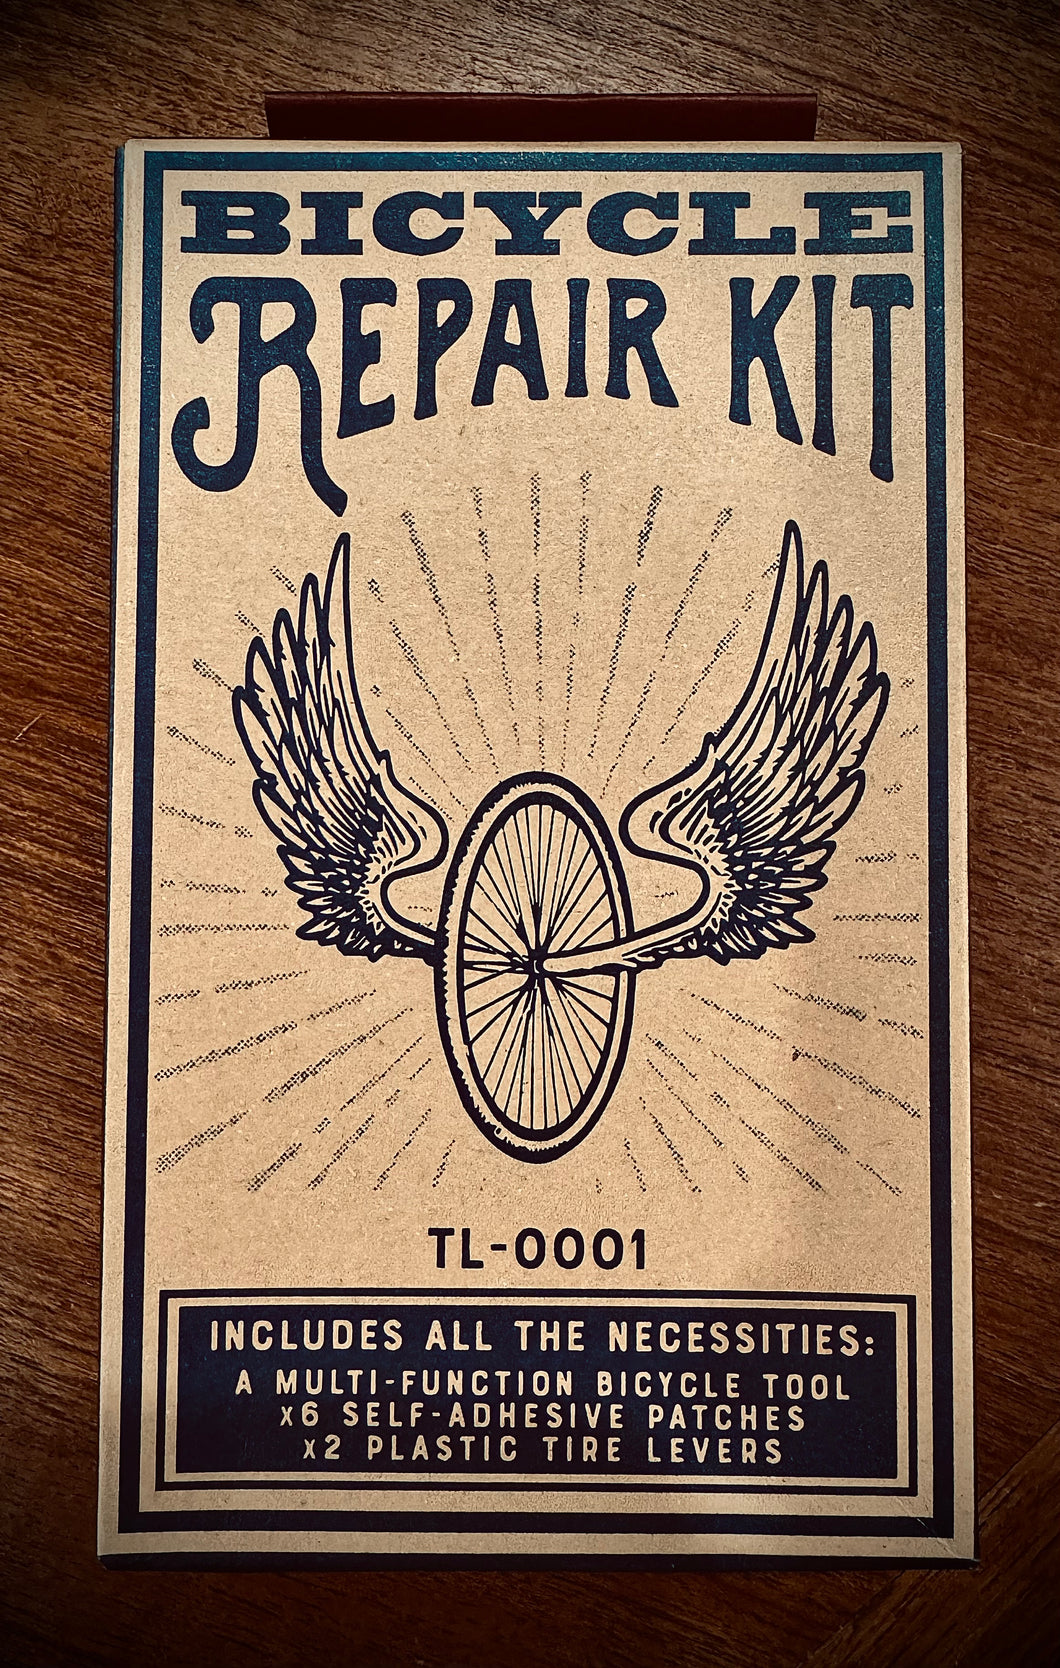 BICYCLE
REPAIR KIT
TL-0001
INCLUDES ALL THE NECESSITIES:
A MULTI-FUNCTION BICYCLE TOOL
x6 SELF-ADHESIVE PATCHES
x2 PLASTIC TIRE LEVERS